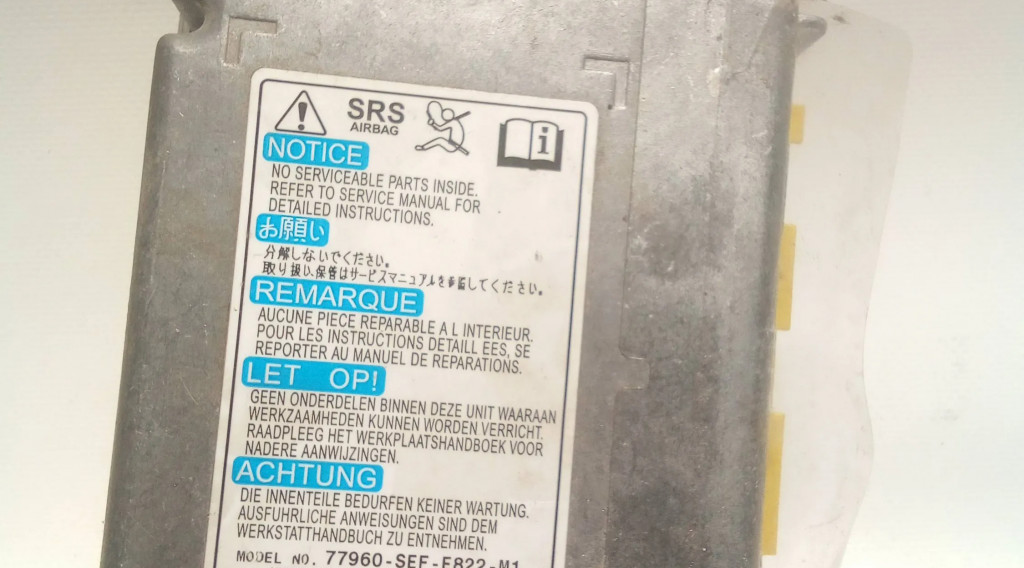 SRS
AIRBAG
NOTICE
NO SERVICEABLE PARTS INSIDE.
REFER TO SERVICE MANUAL FOR
DETAILED INSTRUCTIONS.
お願い
分解しないでください。
取り扱い、保管はサービスマニュアルを参照してください。
REMARQUE
AUCUNE PIECE REPARABLE A L INTERIEUR.
POUR LES INSTRUCTIONS DETAILL EES, SE
REPORTER AU MANUEL DE REPARATIONS.
LET OP!
GEEN ONDERDELEN BINNEN DEZE UNIT WAARAAN
WERKZAAMHEDEN KUNNEN WORDEN VERRICHT.
RAADPLEEG HET WERKPLAATSHANDBOEK VOOR
NADERE AANWIJZINGEN.
ACHTUNG
DIE INNENTEILE BEDURFEN KEINER WARTUNG.
AUSFUHRLICHE ANWEISUNGEN SIND DEM
WERKSTATTHANDBUCH ZU ENTNEHMEN.
MODEL NO. 77960-SEF-E822-M1